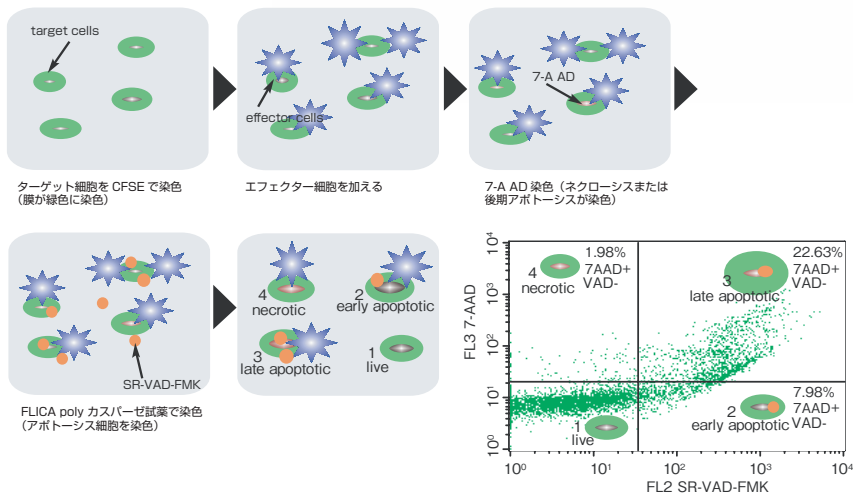 target cells
effector cells
7-A AD
ターゲット細胞を CFSE で染色
(膜が緑色に染色)
エフェクター細胞を加える
7-A AD 染色（ネクローシスまたは
後期アポトーシスが染色）
SR-VAD-FMK
FLICA poly カスパーゼ試薬で染色
（アポトーシス細胞を染色）
4
necrotic
2
early apoptotic
3
late apoptotic
1
live
FL3 7-AAD
10⁴
10³
10²
10¹
10⁰
4
necrotic
1.98%
7AAD+
VAD-
3
late apoptotic
22.63%
7AAD+
VAD-
1
live
2
early apoptotic
7.98%
7AAD+
VAD-
10⁰ 10¹ 10² 10³ 10⁴
FL2 SR-VAD-FMK